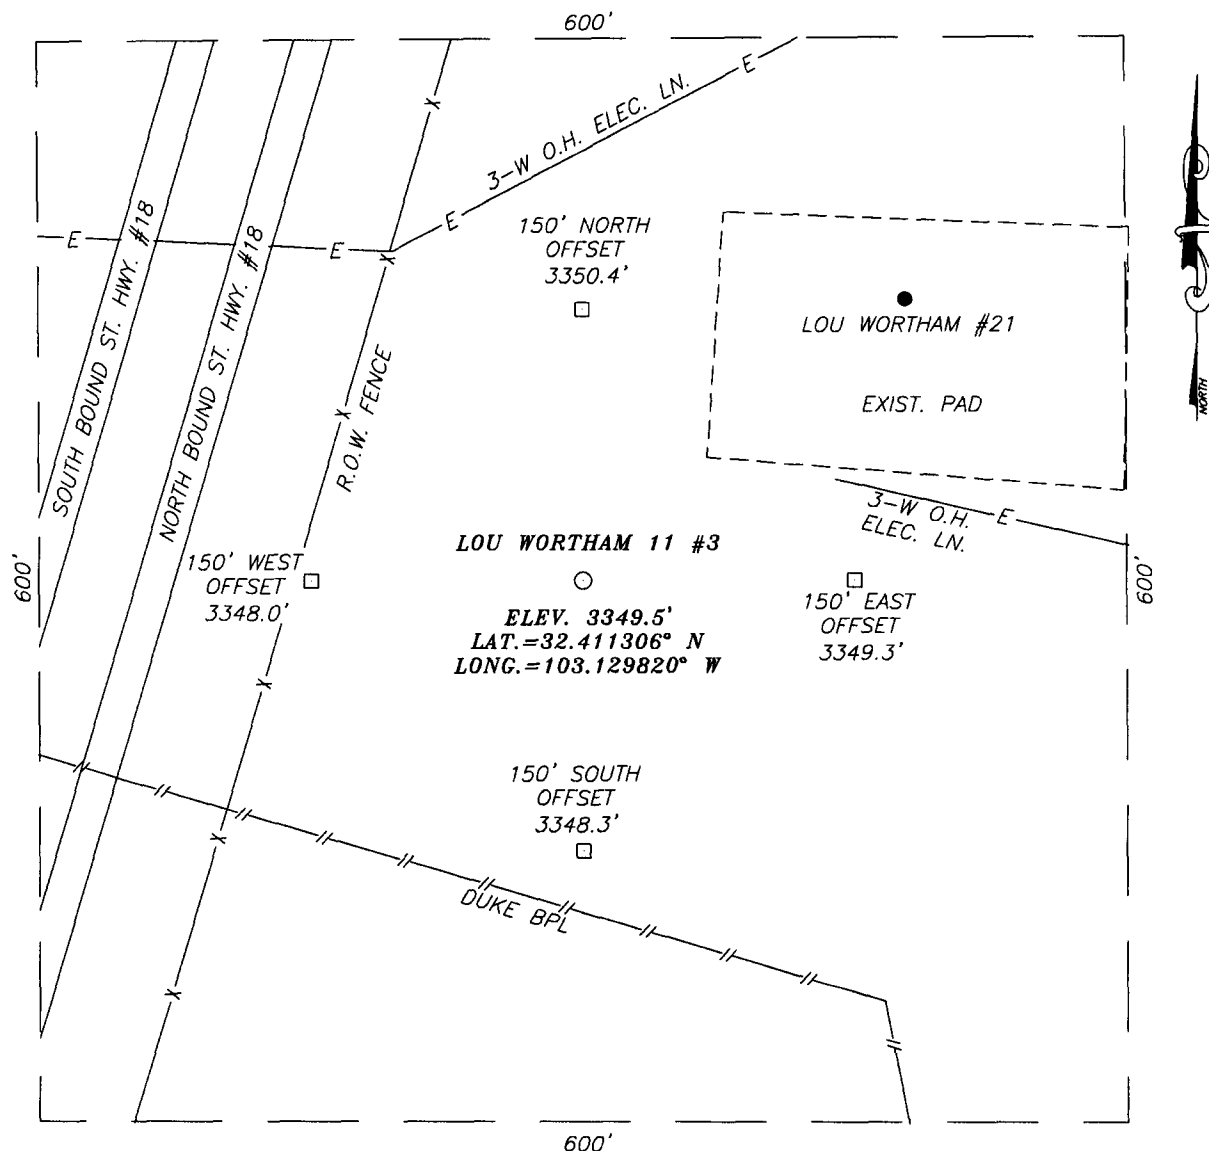 600'
3-W O.H. ELEC. LN.
E
E
E
E
SOUTH BOUND ST. HWY. #18
NORTH BOUND ST. HWY. #18
R.O.W. FENCE
X
X
X
X
X
X
150' NORTH
OFFSET
3350.4'
LOU WORTHAM #21
EXIST. PAD
NORTH
3-W O.H.
ELEC. LN.
E
600'
150' WEST
OFFSET
3348.0'
LOU WORTHAM 11 #3
ELEV. 3349.5'
LAT.=32.411306° N
LONG.=103.129820° W
150' EAST
OFFSET
3349.3'
600'
150' SOUTH
OFFSET
3348.3'
DUKE BPL
600'